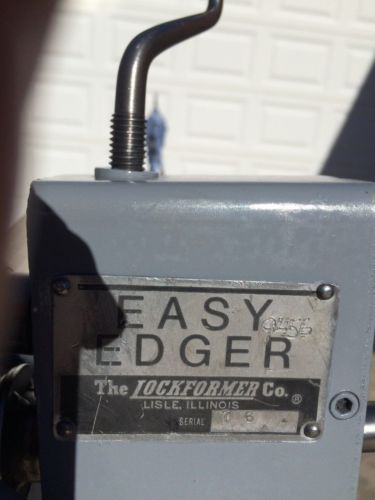 EASY
EDGER
The LOCKFORMER Co.®
LISLE, ILLINOIS
SERIAL